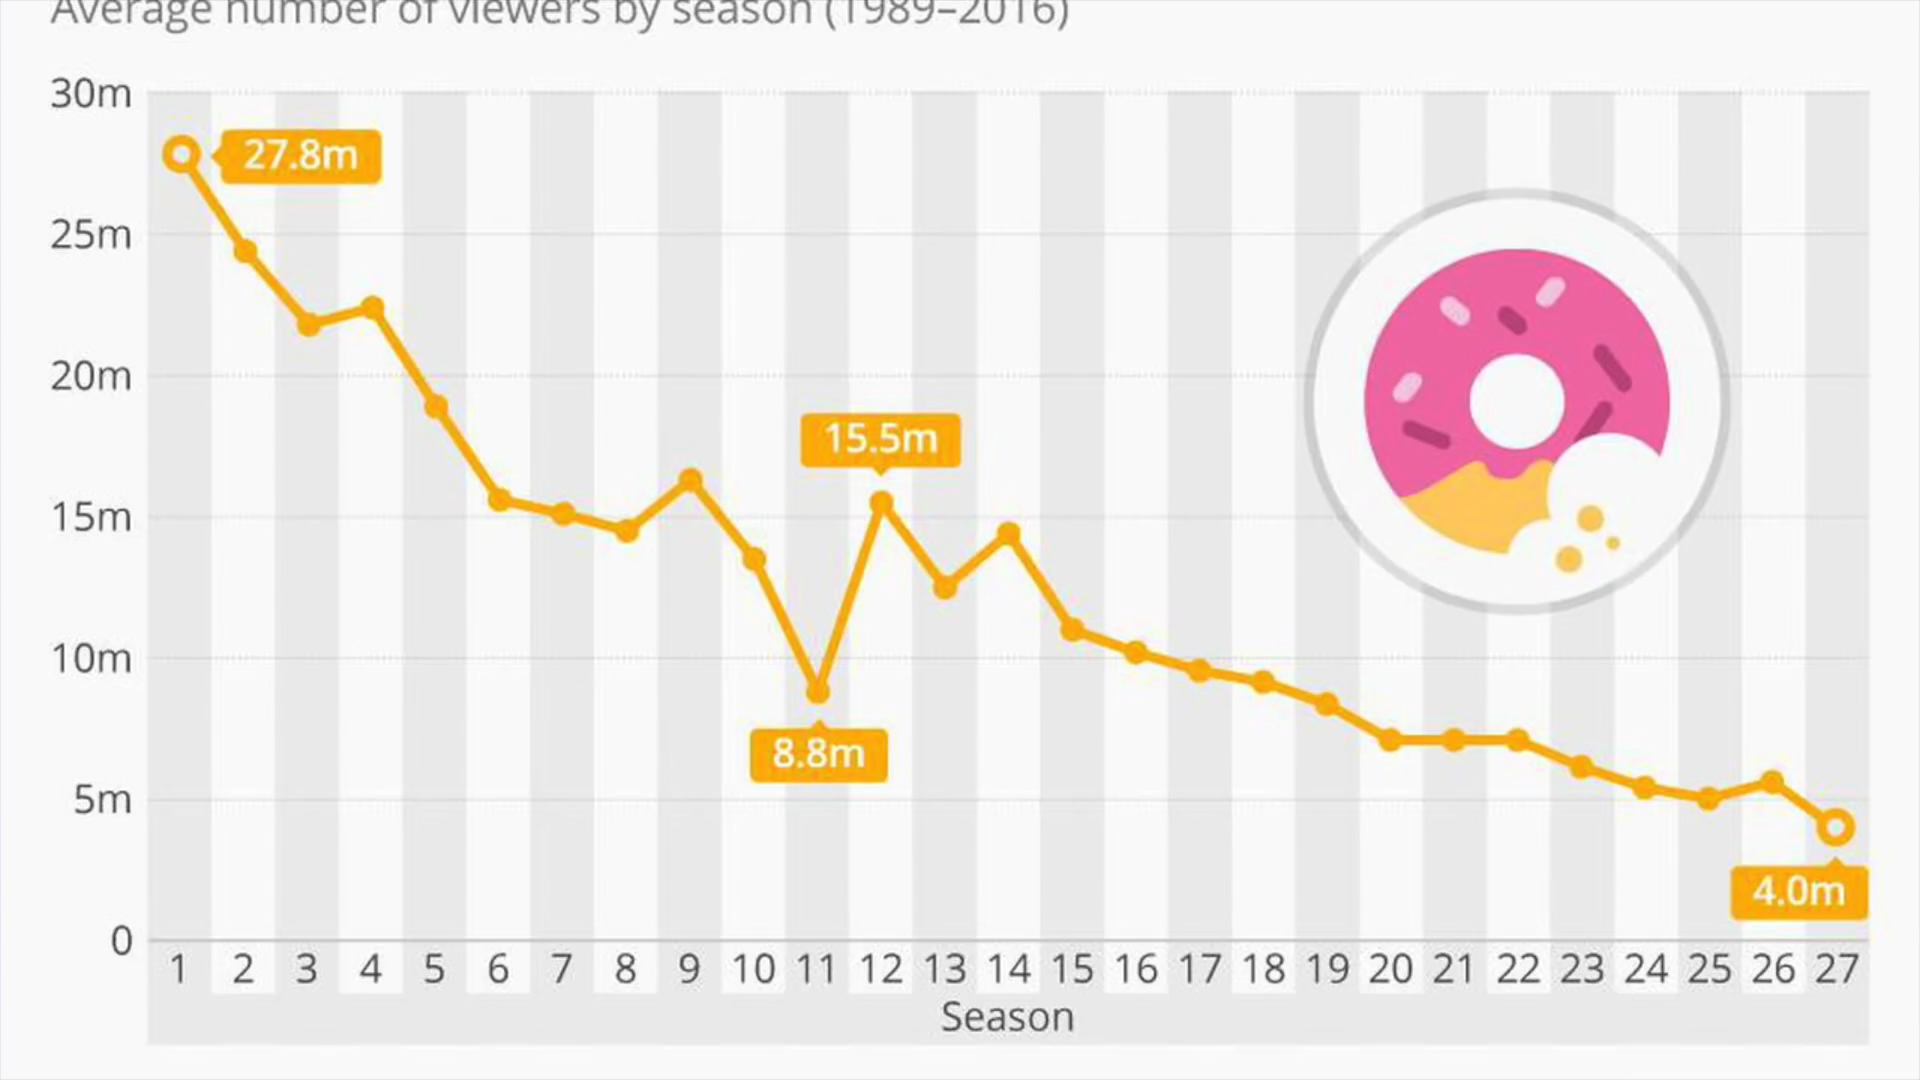 Average number of viewers by season (1989–2016)
30m
27.8m
25m
20m
15.5m
15m
10m
8.8m
5m
4.0m
0
1 2 3 4 5 6 7 8 9 10 11 12 13 14 15 16 17 18 19 20 21 22 23 24 25 26 27
Season